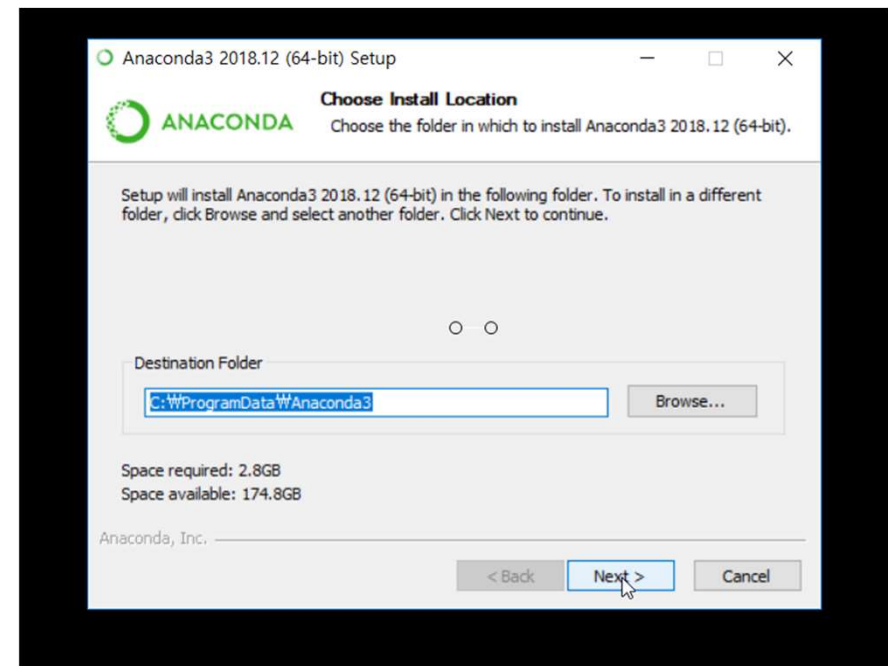 Anaconda3 2018.12 (64-bit) Setup
ANACONDA
Choose Install Location
Choose the folder in which to install Anaconda3 2018.12 (64-bit).
Setup will install Anaconda3 2018.12 (64-bit) in the following folder. To install in a different
folder, click Browse and select another folder. Click Next to continue.
Destination Folder
C:₩ProgramData₩Anaconda3
Browse...
Space required: 2.8GB
Space available: 174.8GB
Anaconda, Inc.
< Back
Next >
Cancel